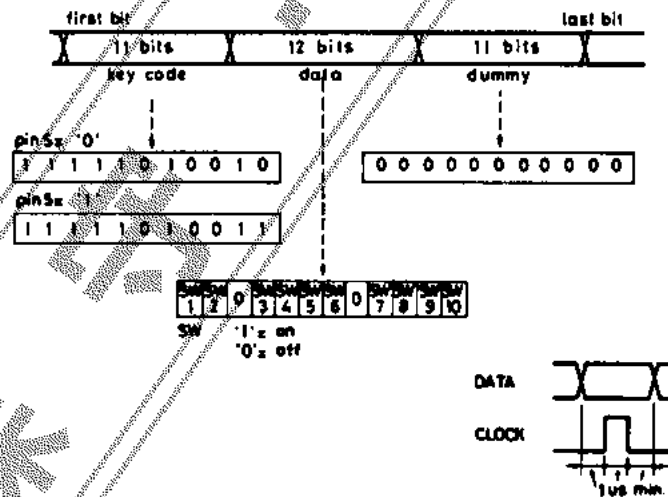 first bit last bit
11 bits 12 bits 11 bits
key code data dummy
pin5= '0'
1 1 1 1 1 0 1 0 0 1 0 0 0 0 0 0 0 0 0 0 0 0
pin5= '1'
1 1 1 1 1 0 1 0 0 1 1
SW 1 SW 2 0 SW 3 SW 4 SW 5 SW 6 0 SW 7 SW 8 SW 9 SW 10
SW '1'= on
'0'= off
DATA
CLOCK
1us min.